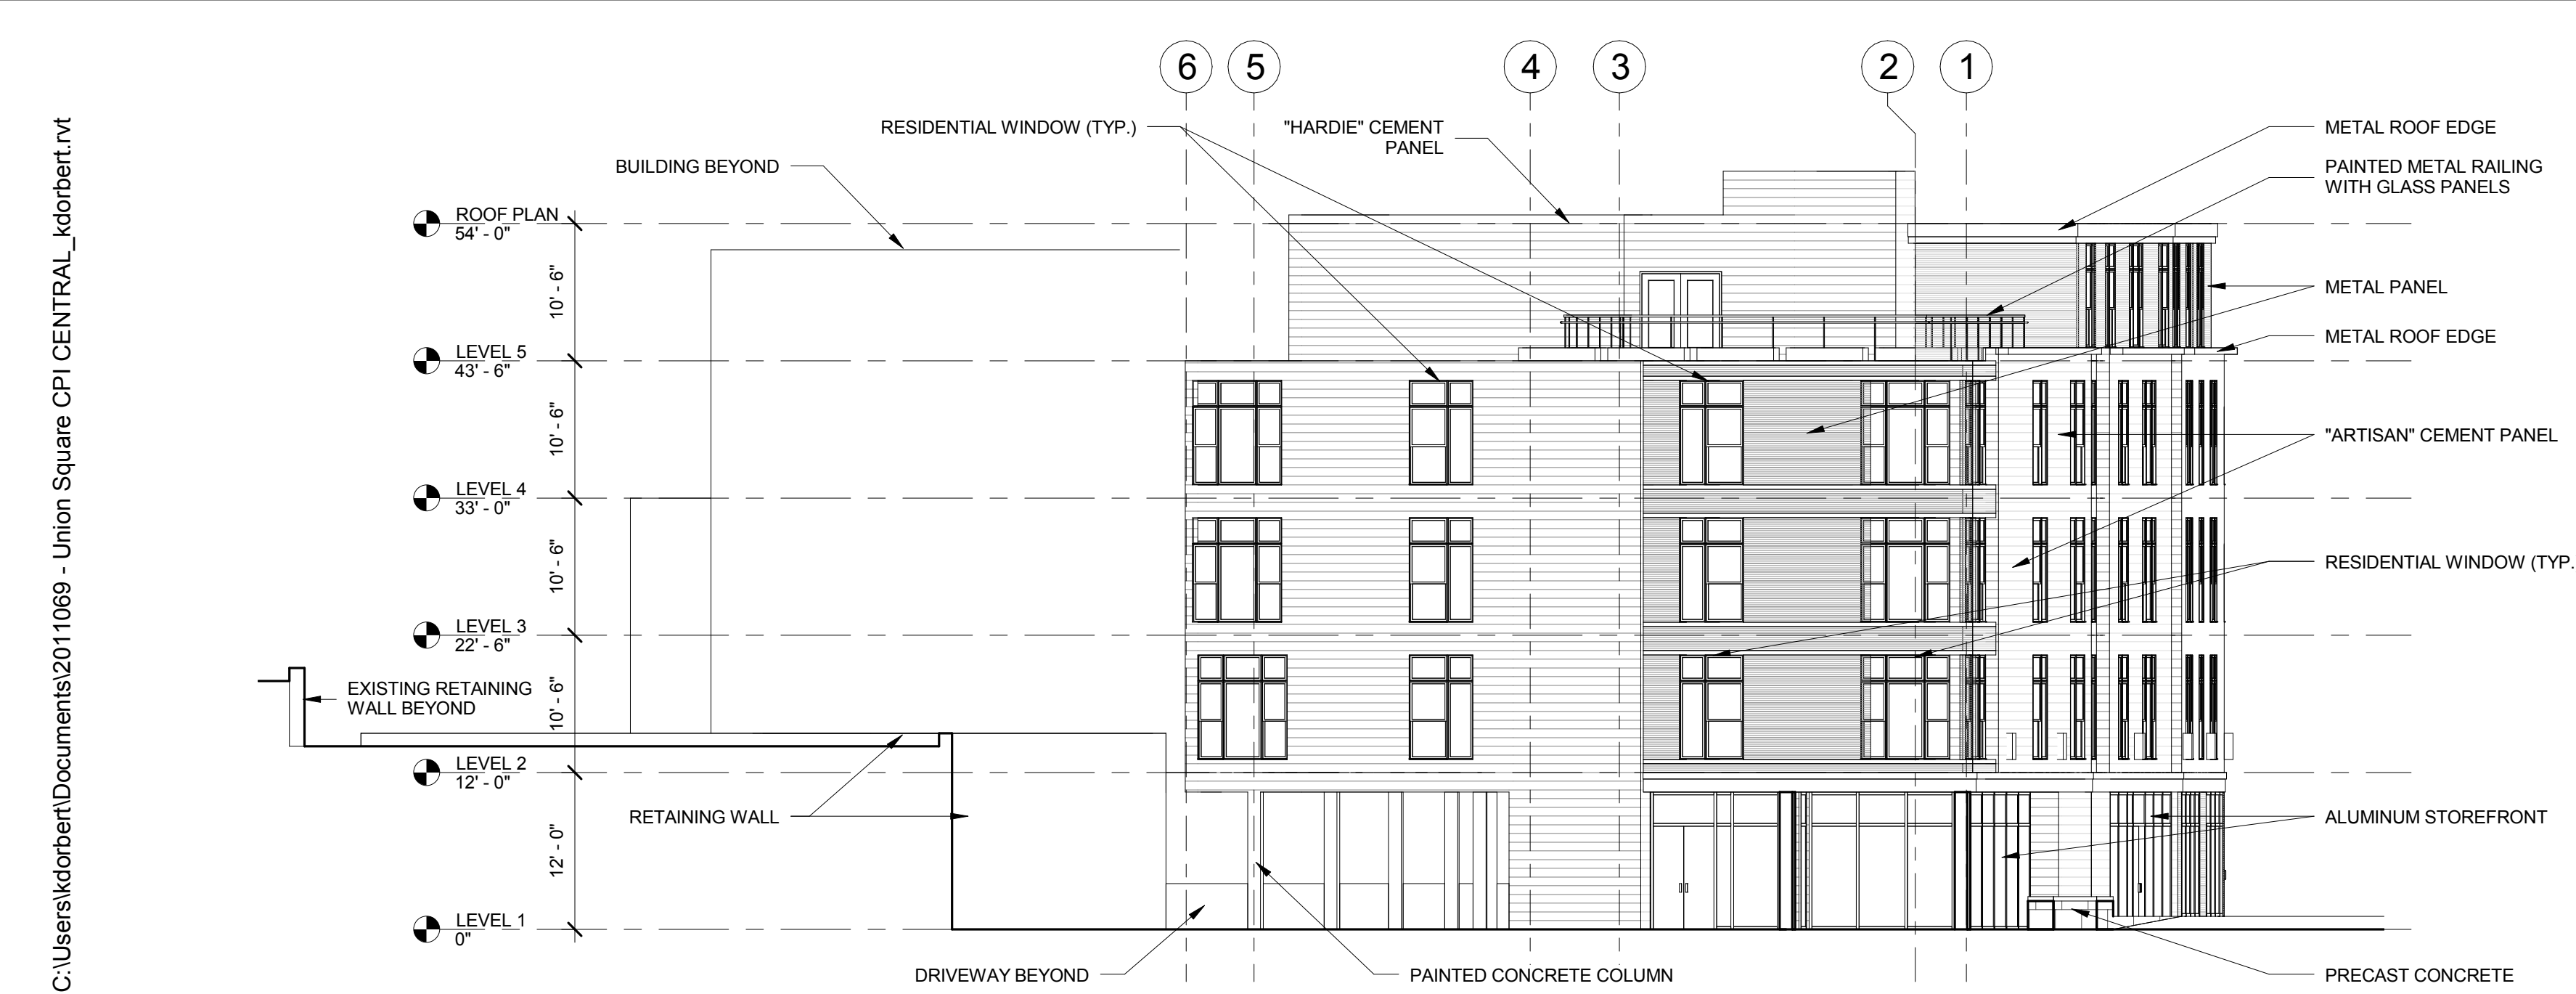 C:\Users\kdorbert\Documents\2011069 - Union Square CPI CENTRAL_kdorbert.rvt
6
5
4
3
2
1
RESIDENTIAL WINDOW (TYP.)
"HARDIE" CEMENT
PANEL
BUILDING BEYOND
METAL ROOF EDGE
PAINTED METAL RAILING
WITH GLASS PANELS
METAL PANEL
METAL ROOF EDGE
"ARTISAN" CEMENT PANEL
RESIDENTIAL WINDOW (TYP.
ALUMINUM STOREFRONT
PRECAST CONCRETE
ROOF PLAN
54' - 0"
10' - 6"
LEVEL 5
43' - 6"
10' - 6"
LEVEL 4
33' - 0"
10' - 6"
LEVEL 3
22' - 6"
10' - 6"
EXISTING RETAINING
WALL BEYOND
LEVEL 2
12' - 0"
RETAINING WALL
12' - 0"
LEVEL 1
0"
DRIVEWAY BEYOND
PAINTED CONCRETE COLUMN